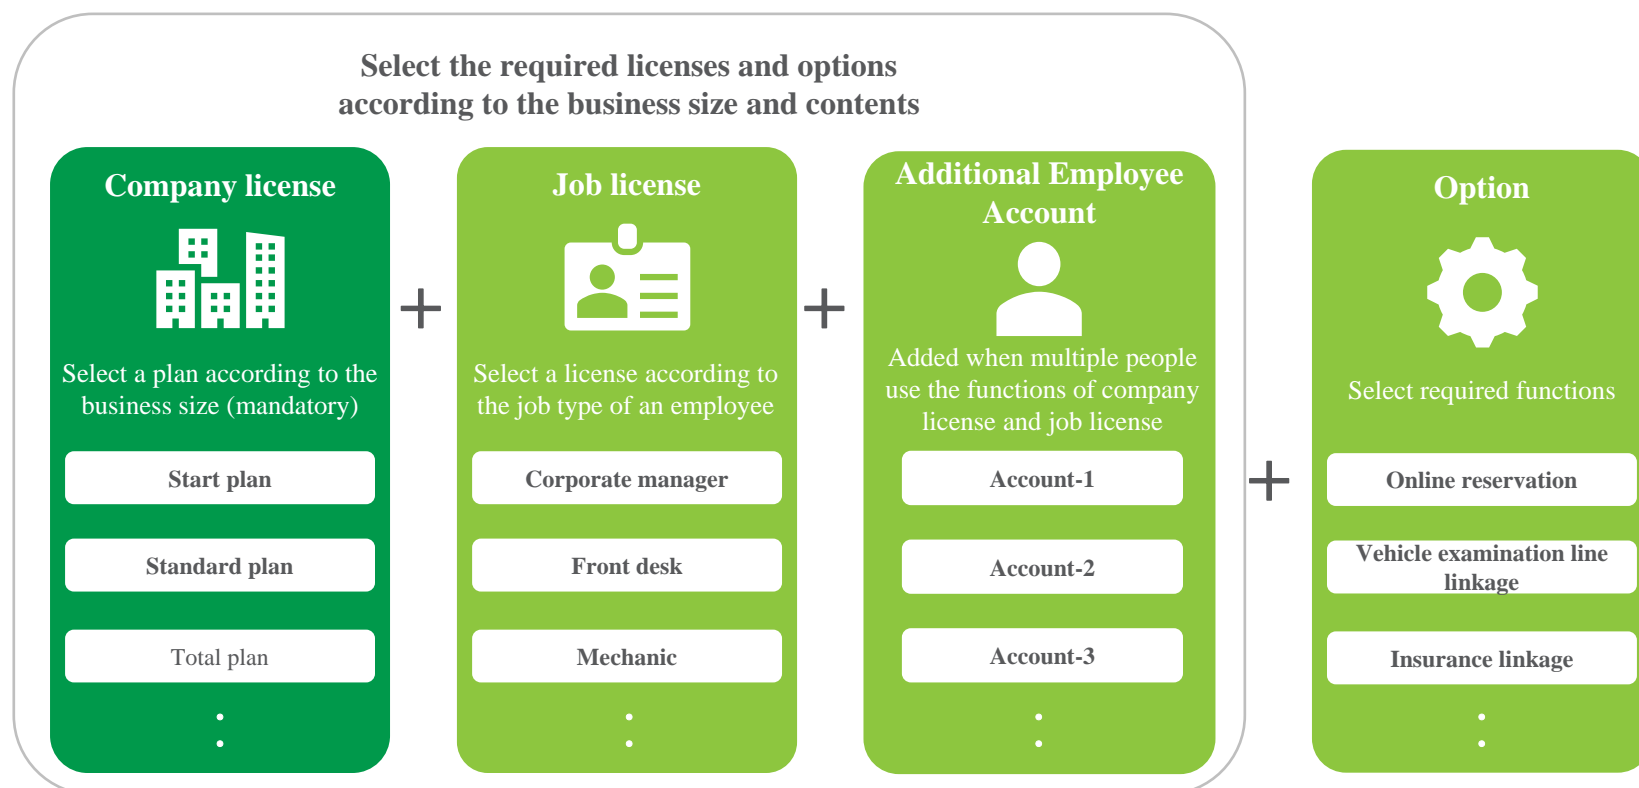 Select the required licenses and options
according to the business size and contents
Company license
Select a plan according to the
business size (mandatory)
Start plan
Standard plan
Total plan
:
+
Job license
Select a license according to
the job type of an employee
Corporate manager
Front desk
Mechanic
:
+
Additional Employee
Account
Added when multiple people
use the functions of company
license and job license
Account-1
Account-2
Account-3
:
+
Option
Select required functions
Online reservation
Vehicle examination line
linkage
Insurance linkage
: